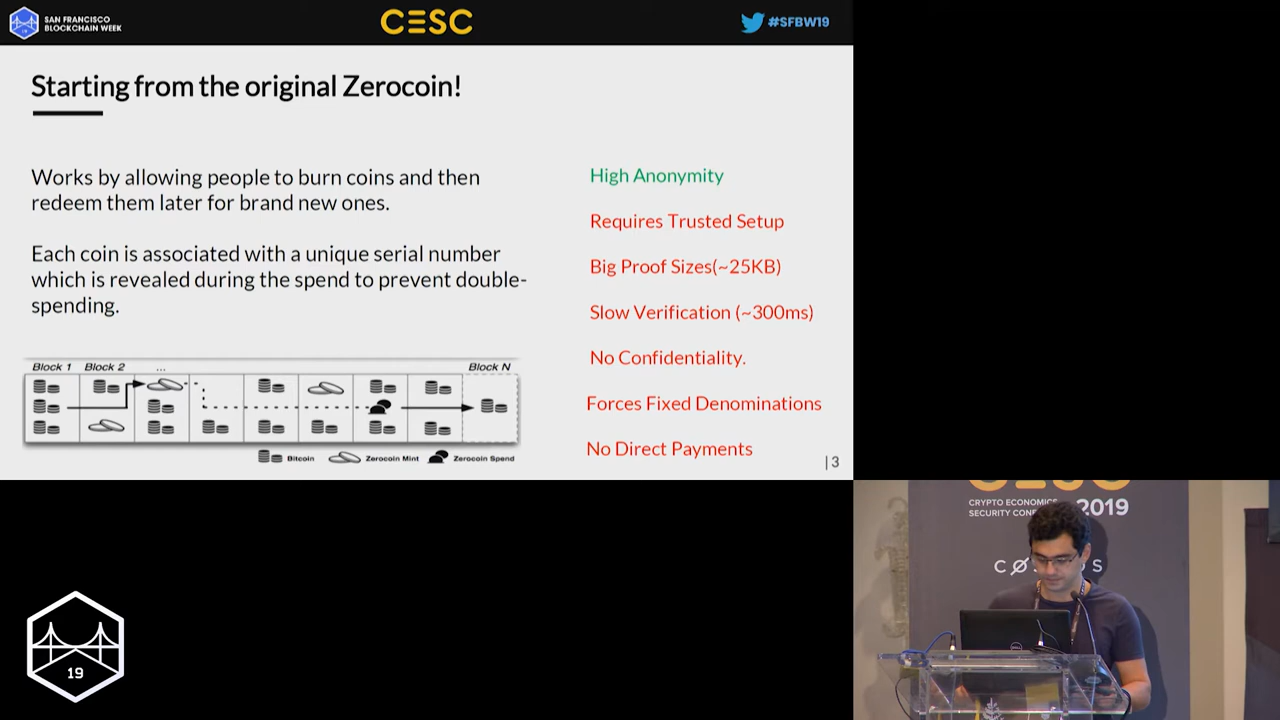 SAN FRANCISCO
BLOCKCHAIN WEEK
19
CESC
#SFBW19
Starting from the original Zerocoin!
Works by allowing people to burn coins and then
redeem them later for brand new ones.
Each coin is associated with a unique serial number
which is revealed during the spend to prevent double-
spending.
Block 1 Block 2 ... Block N
Bitcoin Zerocoin Mint Zerocoin Spend
High Anonymity
Requires Trusted Setup
Big Proof Sizes(~25KB)
Slow Verification (~300ms)
No Confidentiality.
Forces Fixed Denominations
No Direct Payments
|3
CRYPTO ECONOMICS
SECURITY 2019
19